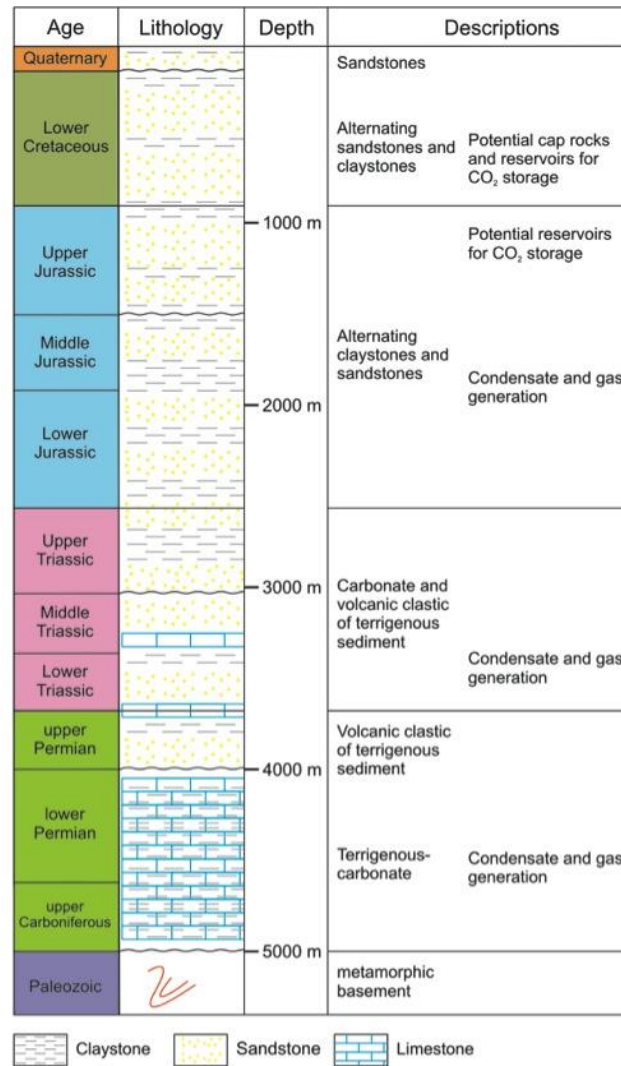 Age Lithology Depth Descriptions
Quaternary
Sandstones
Lower
Cretaceous
Alternating
sandstones and
claystones
Potential cap rocks
and reservoirs for
CO₂ storage
1000 m
Upper
Jurassic
Potential reservoirs
for CO₂ storage
Middle
Jurassic
Alternating
claystones and
sandstones
Condensate and gas
generation
2000 m
Lower
Jurassic
Upper
Triassic
3000 m
Middle
Triassic
Carbonate and
volcanic clastic
of terrigenous
sediment
Lower
Triassic
Condensate and gas
generation
upper
Permian
Volcanic clastic
of terrigenous
sediment
4000 m
lower
Permian
Terrigenous-
carbonate
Condensate and gas
generation
upper
Carboniferous
5000 m
Paleozoic
metamorphic
basement
Claystone Sandstone Limestone